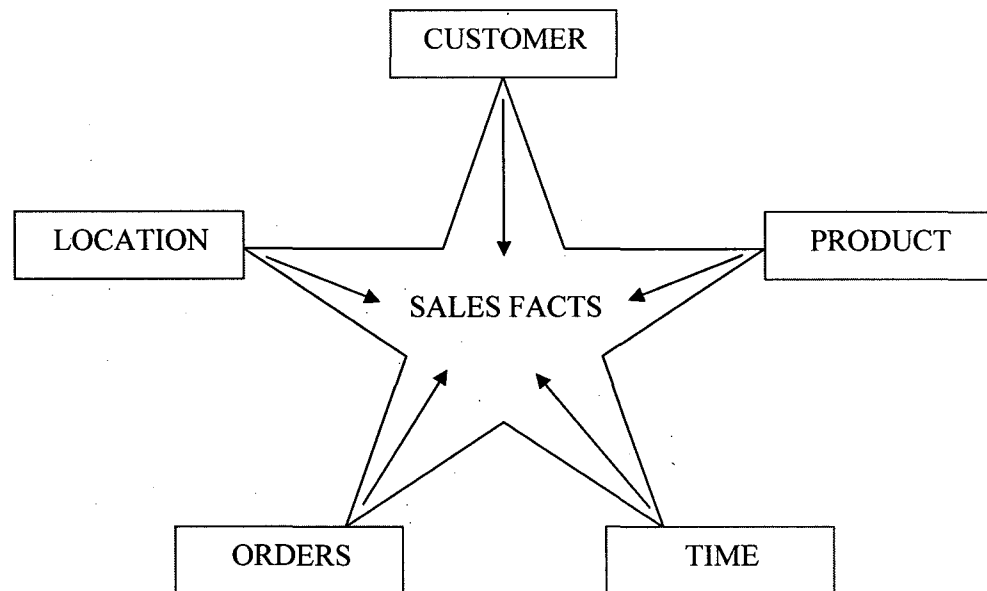 CUSTOMER
LOCATION
PRODUCT
SALES FACTS
ORDERS
TIME